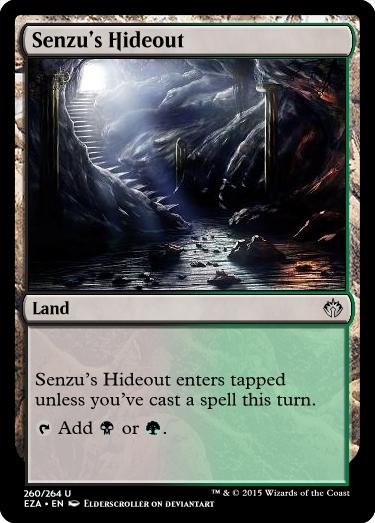 Senzu's Hideout
Land
Senzu's Hideout enters tapped
unless you've cast a spell this turn.
Add or .
260/264 U
EZA • EN Elderscroller on deviantart
™ & © 2015 Wizards of the Coast